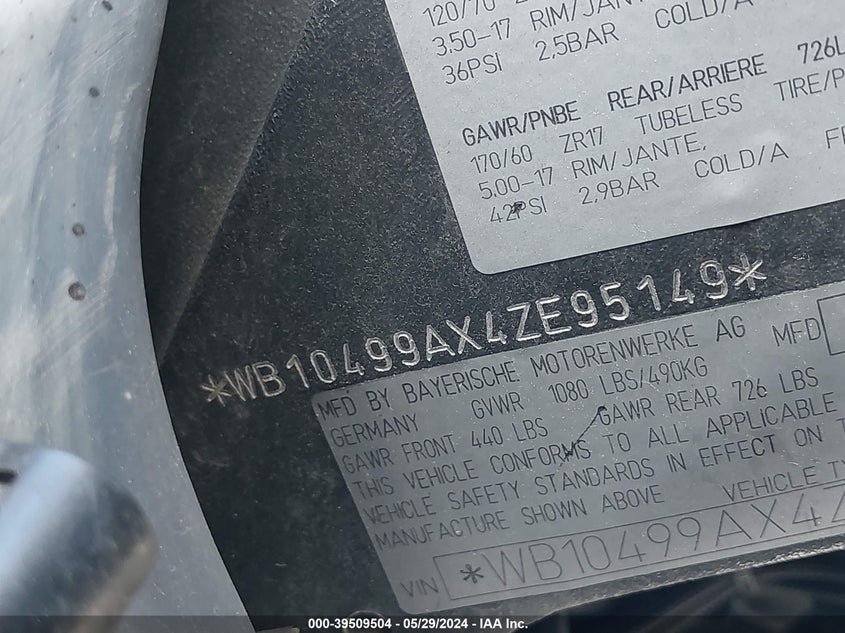 120/70
3.50-17 RIM/JANTE,
36PSI 2,5BAR COLD/A
GAWR/PNBE REAR/ARRIERE 726L
170/60 ZR17 TUBELESS TIRE/P
5.00-17 RIM/JANTE,
42PSI 2,9BAR COLD/A
*WB10499AX4ZE95149*
MFD BY BAYERISCHE MOTORENWERKE AG MFD
GERMANY GVWR 1080 LBS/490KG
GAWR FRONT 440 LBS GAWR REAR 726 LBS
THIS VEHICLE CONFORMS TO ALL APPLICABLE
VEHICLE SAFETY STANDARDS IN EFFECT ON
MANUFACTURE SHOWN ABOVE VEHICLE
VIN *WB10499AX4Z
000-39509504 - 05/29/2024 - IAA Inc.